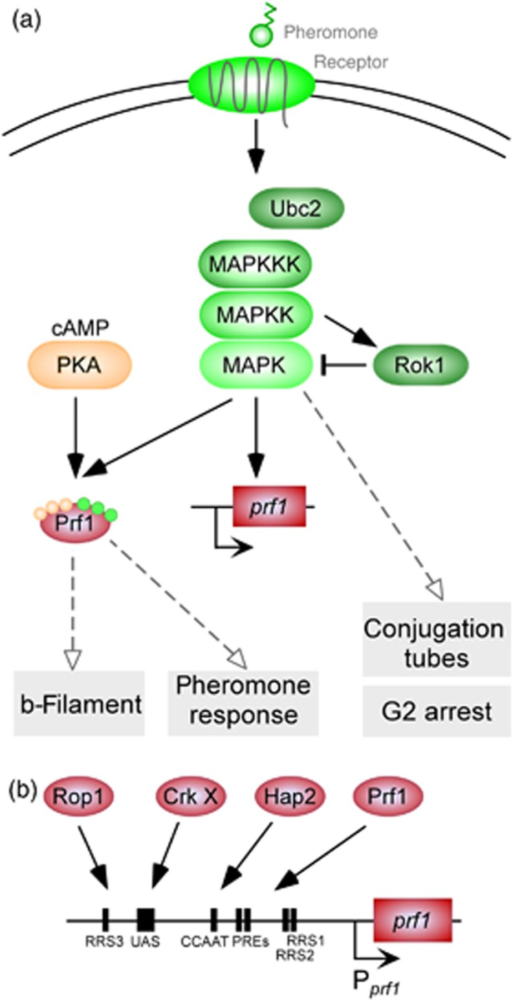 (a)
Pheromone
Receptor
Ubc2
MAPKKK
MAPKK
cAMP
PKA
MAPK
Rok1
Prf1
prf1
Conjugation
tubes
b-Filament
Pheromone
response
G2 arrest
(b)
Rop1
Crk X
Hap2
Prf1
prf1
RRS3 UAS CCAAT PREs RRS1
RRS2
Pprf1